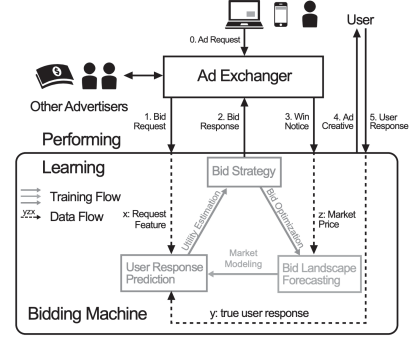 User
0. Ad Request
Ad Exchanger
Other Advertisers
1. Bid
Request
2. Bid
Response
3. Win
Notice
4. Ad
Creative
5. User
Response
Performing
Learning
Training Flow
yzx
Data Flow
Bid Strategy
x: Request
Feature
Utility Estimation
Bid Optimization
z: Market
Price
Market
Modeling
User Response
Prediction
Bid Landscape
Forecasting
Bidding Machine
y: true user response